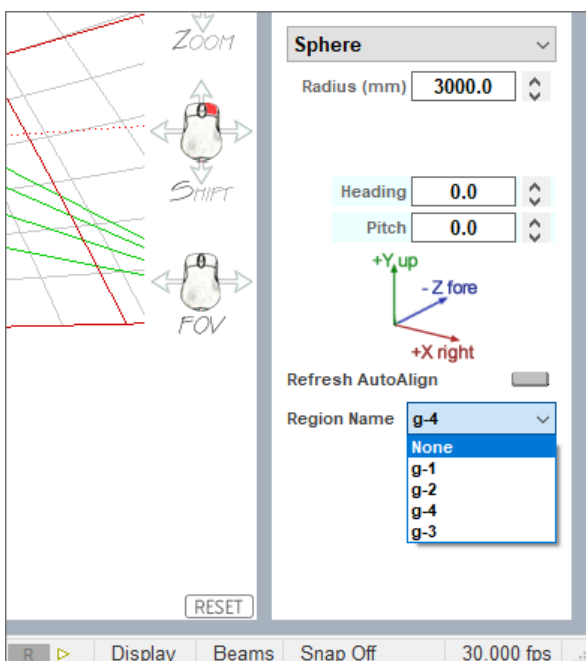 ZOOM
SHIFT
FOV
RESET
Sphere
Radius (mm) 3000.0
Heading 0.0
Pitch 0.0
+Y up
- Z fore
+X right
Refresh AutoAlign
Region Name g-4
None
g-1
g-2
g-4
g-3
R Display Beams Snap Off 30.000 fps